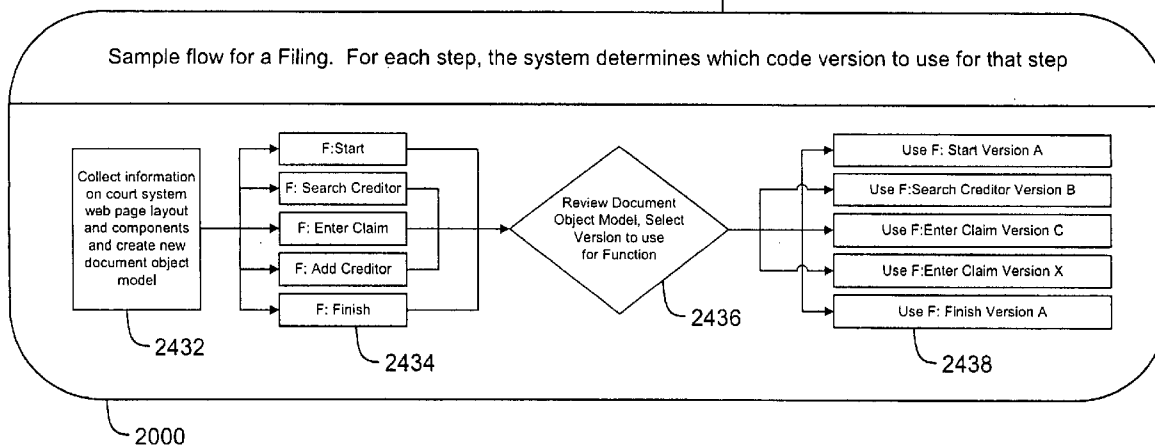 Sample flow for a Filing. For each step, the system determines which code version to use for that step
Collect information
on court system
web page layout
and components
and create new
document object
model
F:Start
F: Search Creditor
F: Enter Claim
F: Add Creditor
F: Finish
Review Document
Object Model, Select
Version to use
for Function
Use F: Start Version A
Use F:Search Creditor Version B
Use F:Enter Claim Version C
Use F:Enter Claim Version X
Use F: Finish Version A
2432
2434
2436
2438
2000